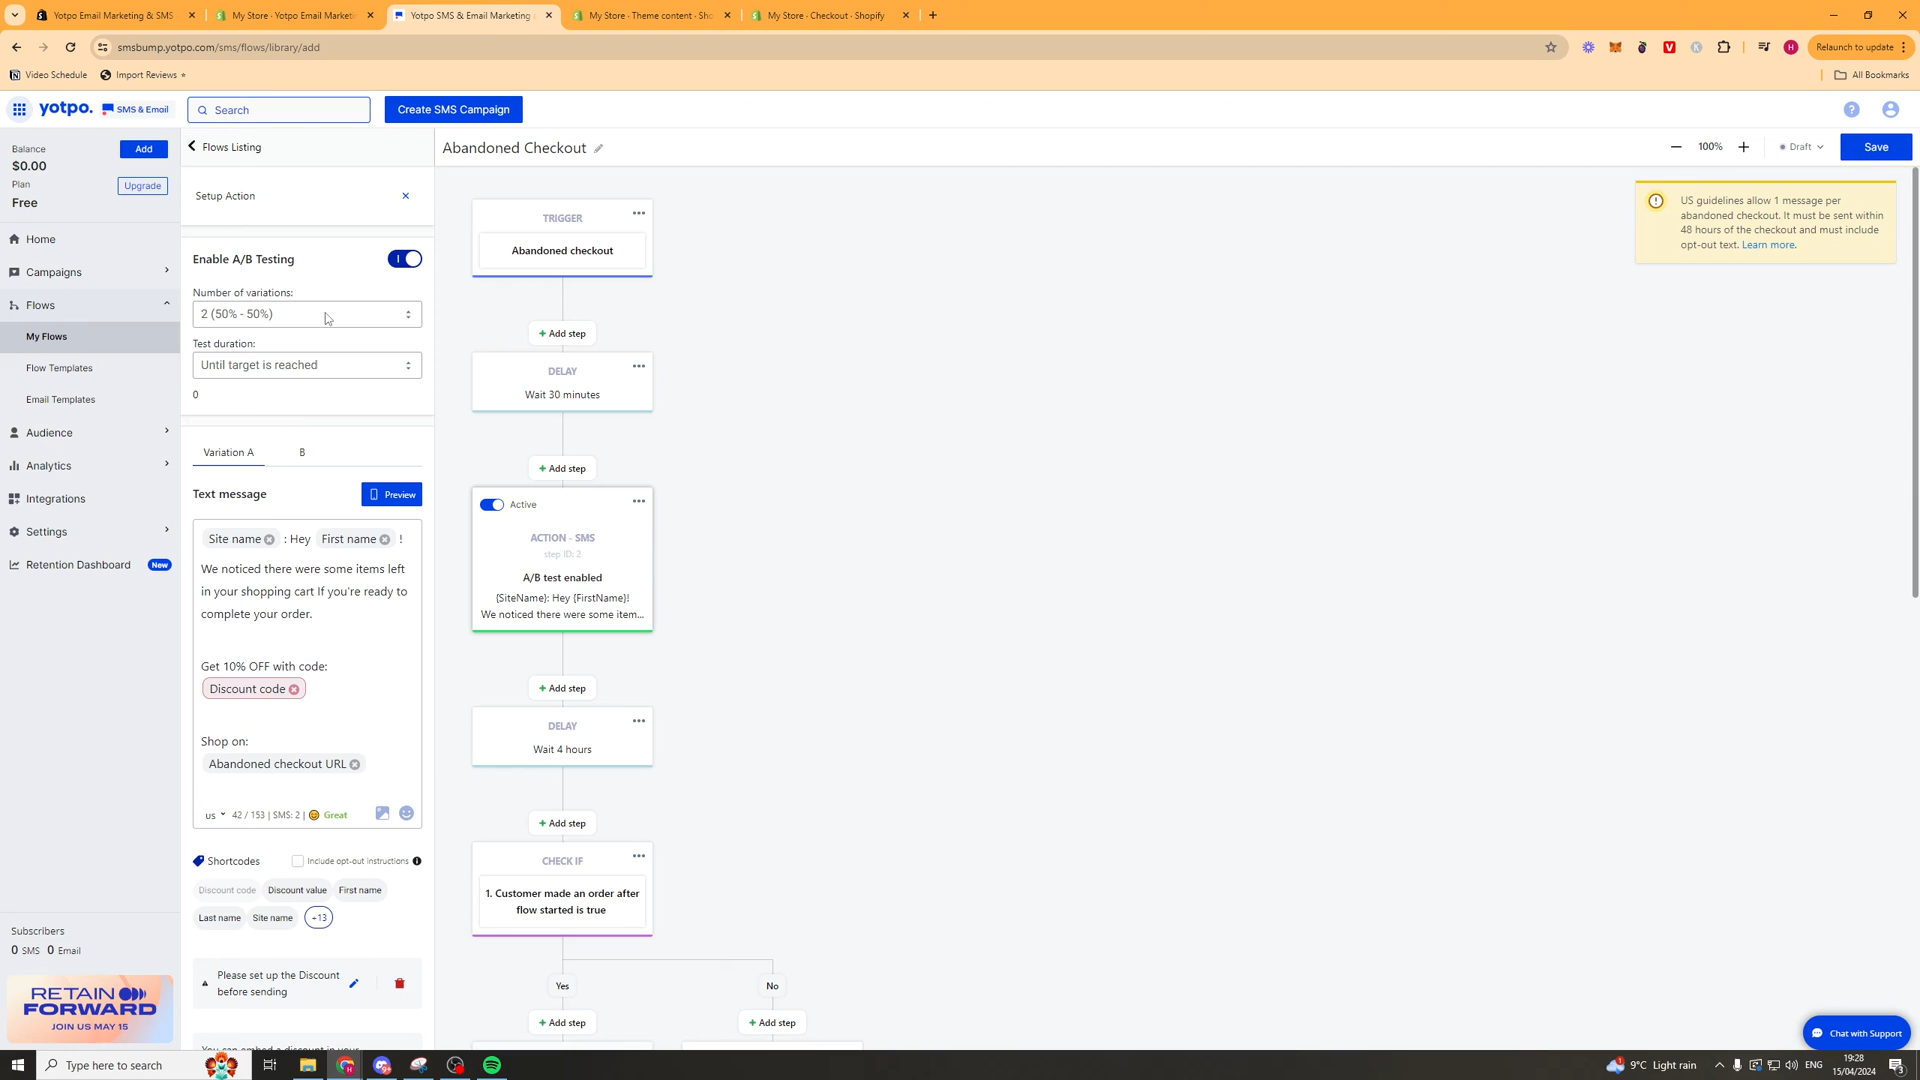 Yotpo Email Marketing & SMS
My Store · Yotpo Email Marketi
Yotpo SMS & Email Marketing
My Store · Theme content · Sho
My Store · Checkout · Shopify
smsbump.yotpo.com/sms/flows/library/add
Relaunch to update
Video Schedule
Import Reviews
All Bookmarks
yotpo.
SMS & Email
Search
Create SMS Campaign
Balance
$0.00
Add
Plan
Free
Upgrade
Home
Campaigns
Flows
My Flows
Flow Templates
Email Templates
Audience
Analytics
Integrations
Settings
Retention Dashboard
New
Subscribers
0 SMS 0 Email
RETAIN
FORWARD
JOIN US MAY 15
Flows Listing
Setup Action
Enable A/B Testing
Number of variations:
2 (50% - 50%)
Test duration:
Until target is reached
0
Variation A
B
Text message
Preview
Site name : Hey First name !
We noticed there were some items left
in your shopping cart If you're ready to
complete your order.
Get 10% OFF with code:
Discount code
Shop on:
Abandoned checkout URL
us 42 / 153 | SMS: 2 | Great
Shortcodes
Include opt-out instructions
Discount code Discount value First name
Last name Site name +13
Please set up the Discount
before sending
You can embed a discount in your
Abandoned Checkout
100%
Draft
Save
TRIGGER
Abandoned checkout
+ Add step
DELAY
Wait 30 minutes
+ Add step
Active
ACTION - SMS
step ID: 2
A/B test enabled
{SiteName}: Hey {FirstName}!
We noticed there were some item...
+ Add step
DELAY
Wait 4 hours
+ Add step
CHECK IF
1. Customer made an order after
flow started is true
Yes
No
+ Add step
+ Add step
US guidelines allow 1 message per
abandoned checkout. It must be sent within
48 hours of the checkout and must include
opt-out text. Learn more.
Chat with Support
Type here to search
9°C Light rain
ENG
19:28
15/04/2024